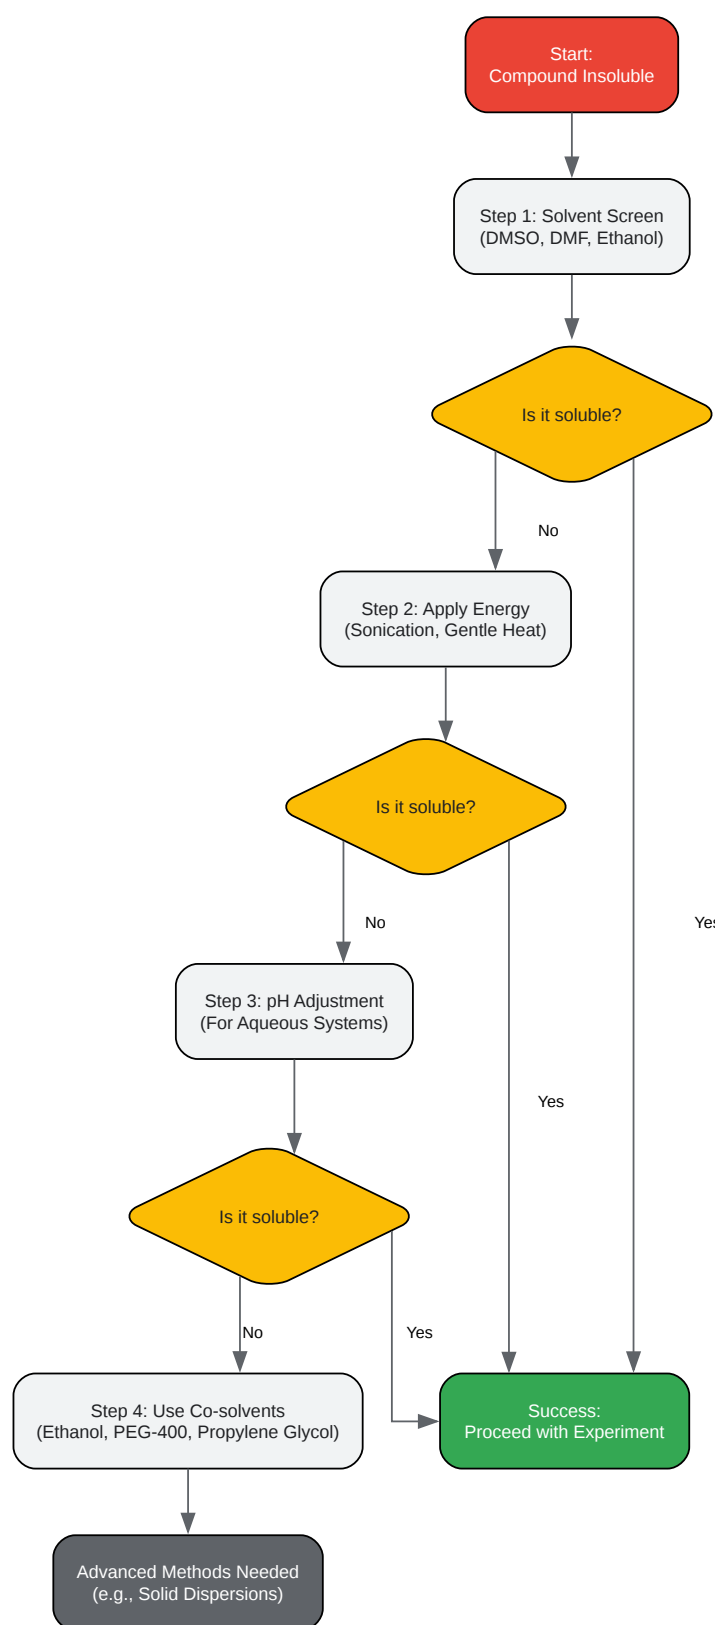 Start:
Compound Insoluble
Step 1: Solvent Screen
(DMSO, DMF, Ethanol)
Is it soluble?
No
Step 2: Apply Energy
(Sonication, Gentle Heat)
Is it soluble?
No
Yes
Step 3: pH Adjustment
(For Aqueous Systems)
Yes
Is it soluble?
No
Yes
Step 4: Use Co-solvents
(Ethanol, PEG-400, Propylene Glycol)
Success:
Proceed with Experiment
Advanced Methods Needed
(e.g., Solid Dispersions)